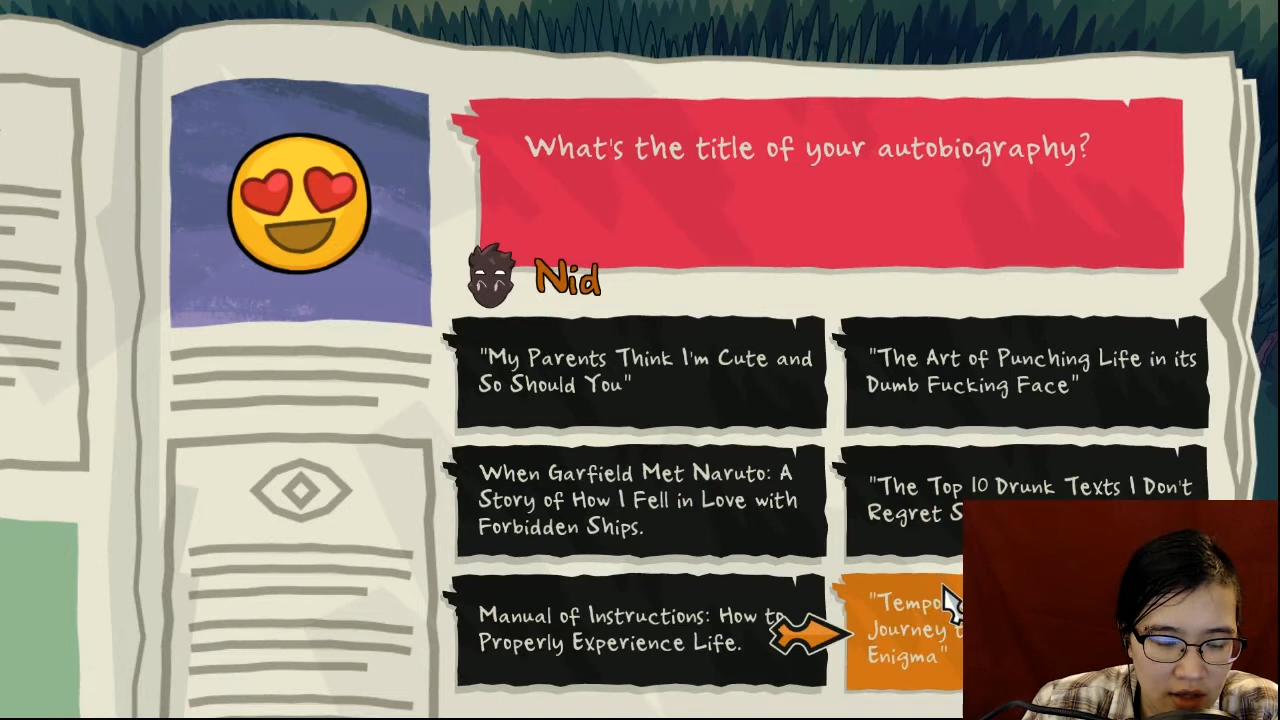 What's the title of your autobiography?
Nid
"My Parents Think I'm Cute and
So Should You"
"The Art of Punching Life in its
Dumb Fucking Face"
When Garfield Met Naruto: A
Story of How I Fell in Love with
Forbidden Ships.
"The Top 10 Drunk Texts I Don't
Regret
Manual of Instructions: How to
Properly Experience Life.
Journey
Enigma"